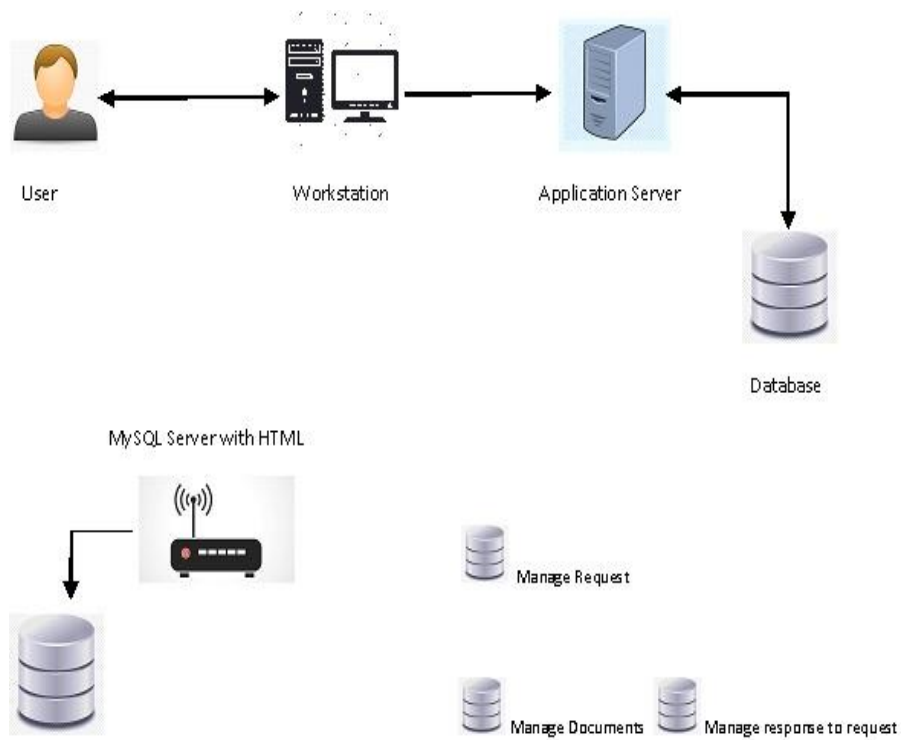 User
Workstation
Application Server
Database
MySQL Server with HTML
Manage Request
Manage Documents
Manage response to request